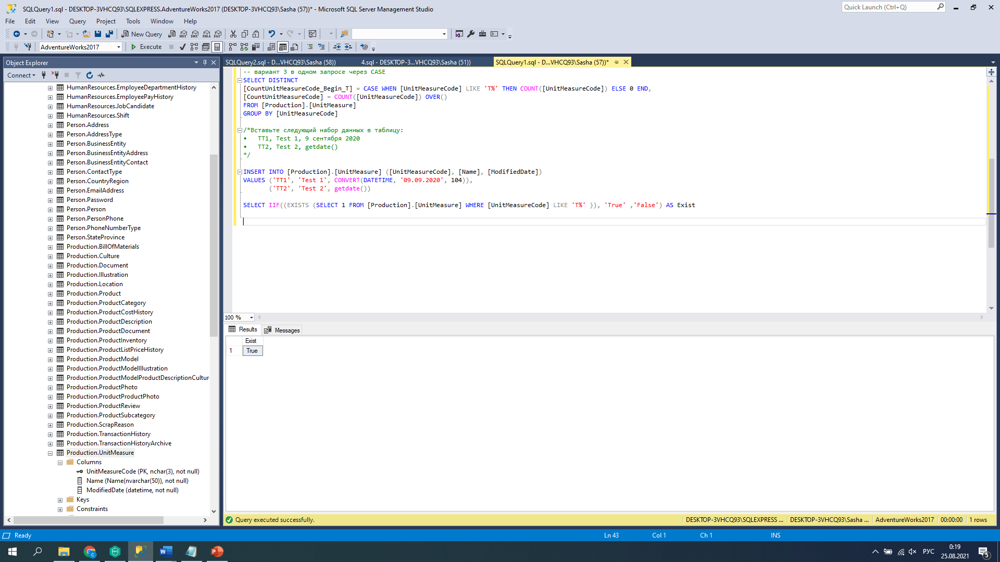 SQLQuery1.sql - DESKTOP-3VHCQ93\SQLEXPRESS.AdventureWorks2017 (DESKTOP-3VHCQ93\Sasha (57))* - Microsoft SQL Server Management Studio
Quick Launch (Ctrl+Q)
File Edit View Query Project Tools Window Help
New Query
MDX DMX XMLA DAX
AdventureWorks2017
Execute
Object Explorer
SQLQuery2.sql - D...VHCQ93\Sasha (58))
4.sql - DESKTOP-3...VHCQ93\Sasha (51))
SQLQuery1.sql - D...VHCQ93\Sasha (57))*
Connect
HumanResources.EmployeeDepartmentHistory
HumanResources.EmployeePayHistory
HumanResources.JobCandidate
HumanResources.Shift
Person.Address
Person.AddressType
Person.BusinessEntity
Person.BusinessEntityAddress
Person.BusinessEntityContact
Person.ContactType
Person.CountryRegion
Person.EmailAddress
Person.Password
Person.Person
Person.PersonPhone
Person.PhoneNumberType
Person.StateProvince
Production.BillOfMaterials
Production.Culture
Production.Document
Production.Illustration
Production.Location
Production.Product
Production.ProductCategory
Production.ProductCostHistory
Production.ProductDescription
Production.ProductDocument
Production.ProductInventory
Production.ProductListPriceHistory
Production.ProductModel
Production.ProductModelIllustration
Production.ProductModelProductDescriptionCultur
Production.ProductPhoto
Production.ProductProductPhoto
Production.ProductReview
Production.ProductSubcategory
Production.ScrapReason
Production.TransactionHistory
Production.TransactionHistoryArchive
Production.UnitMeasure
Columns
UnitMeasureCode (PK, nchar(3), not null)
Name (Name(nvarchar(50)), not null)
ModifiedDate (datetime, not null)
Keys
Constraints
-- вариант 3 в одном запросе через CASE
SELECT DISTINCT
[CountUnitMeasureCode_Begin_T] = CASE WHEN [UnitMeasureCode] LIKE 'T%' THEN COUNT([UnitMeasureCode]) ELSE 0 END,
[CountUnitMeasureCode] = COUNT([UnitMeasureCode]) OVER()
FROM [Production].[UnitMeasure]
GROUP BY [UnitMeasureCode]
/*Вставьте следующий набор данных в таблицу:
• TT1, Test 1, 9 сентября 2020
• TT2, Test 2, getdate()
*/
INSERT INTO [Production].[UnitMeasure] ([UnitMeasureCode], [Name], [ModifiedDate])
VALUES ('TT1', 'Test 1', CONVERT(DATETIME, '09.09.2020', 104)),
('TT2', 'Test 2', getdate())
SELECT IIF((EXISTS (SELECT 1 FROM [Production].[UnitMeasure] WHERE [UnitMeasureCode] LIKE 'T%' )), 'True' ,'False') AS Exist
100 %
Results Messages
Exist
1 True
Query executed successfully.
DESKTOP-3VHCQ93\SQLEXPRESS ... DESKTOP-3VHCQ93\Sasha ... AdventureWorks2017 00:00:00 1 rows
Ready Ln 43 Col 1 Ch 1 INS
РУС
0:19
25.08.2021
5